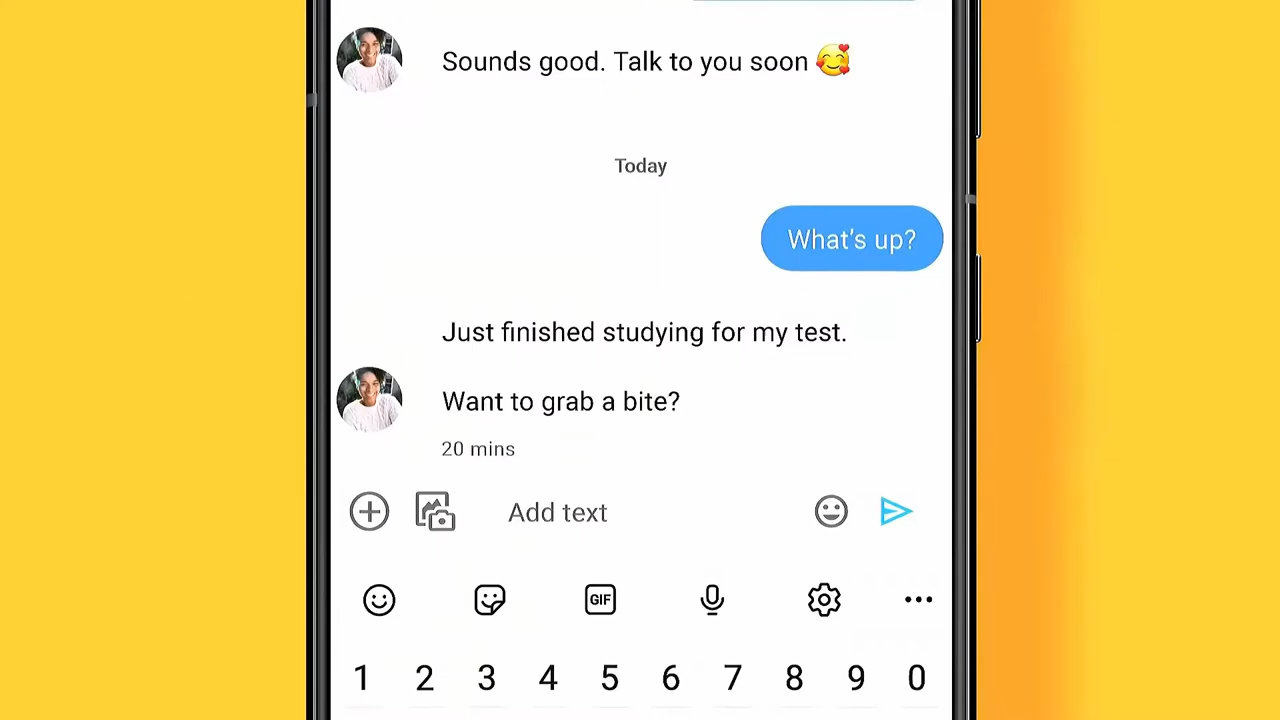 Sounds good. Talk to you soon 🥰
Today
What's up?
Just finished studying for my test.
Want to grab a bite?
20 mins
Add text
GIF
1 2 3 4 5 6 7 8 9 0